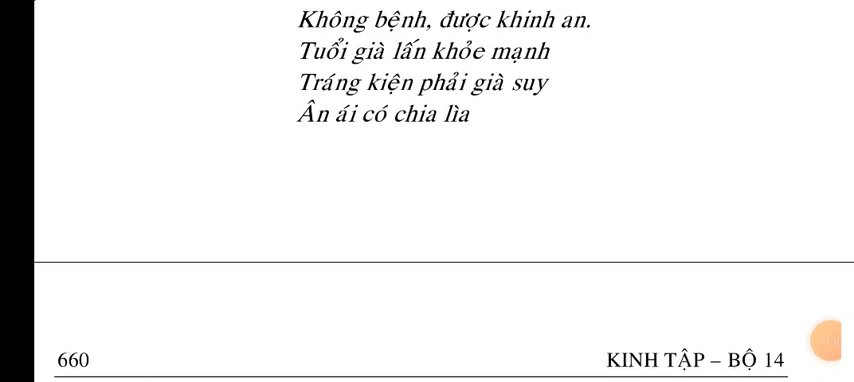 Không bệnh, được khinh an.
Tuổi già lấn khỏe mạnh
Tráng kiện phải già suy
Ân ái có chia lìa
660
KINH TẬP – BỘ 14